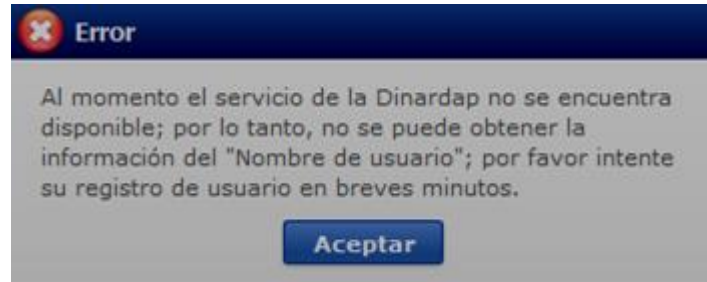 Error
Al momento el servicio de la Dinardap no se encuentra
disponible; por lo tanto, no se puede obtener la
información del "Nombre de usuario"; por favor intente
su registro de usuario en breves minutos.
Aceptar